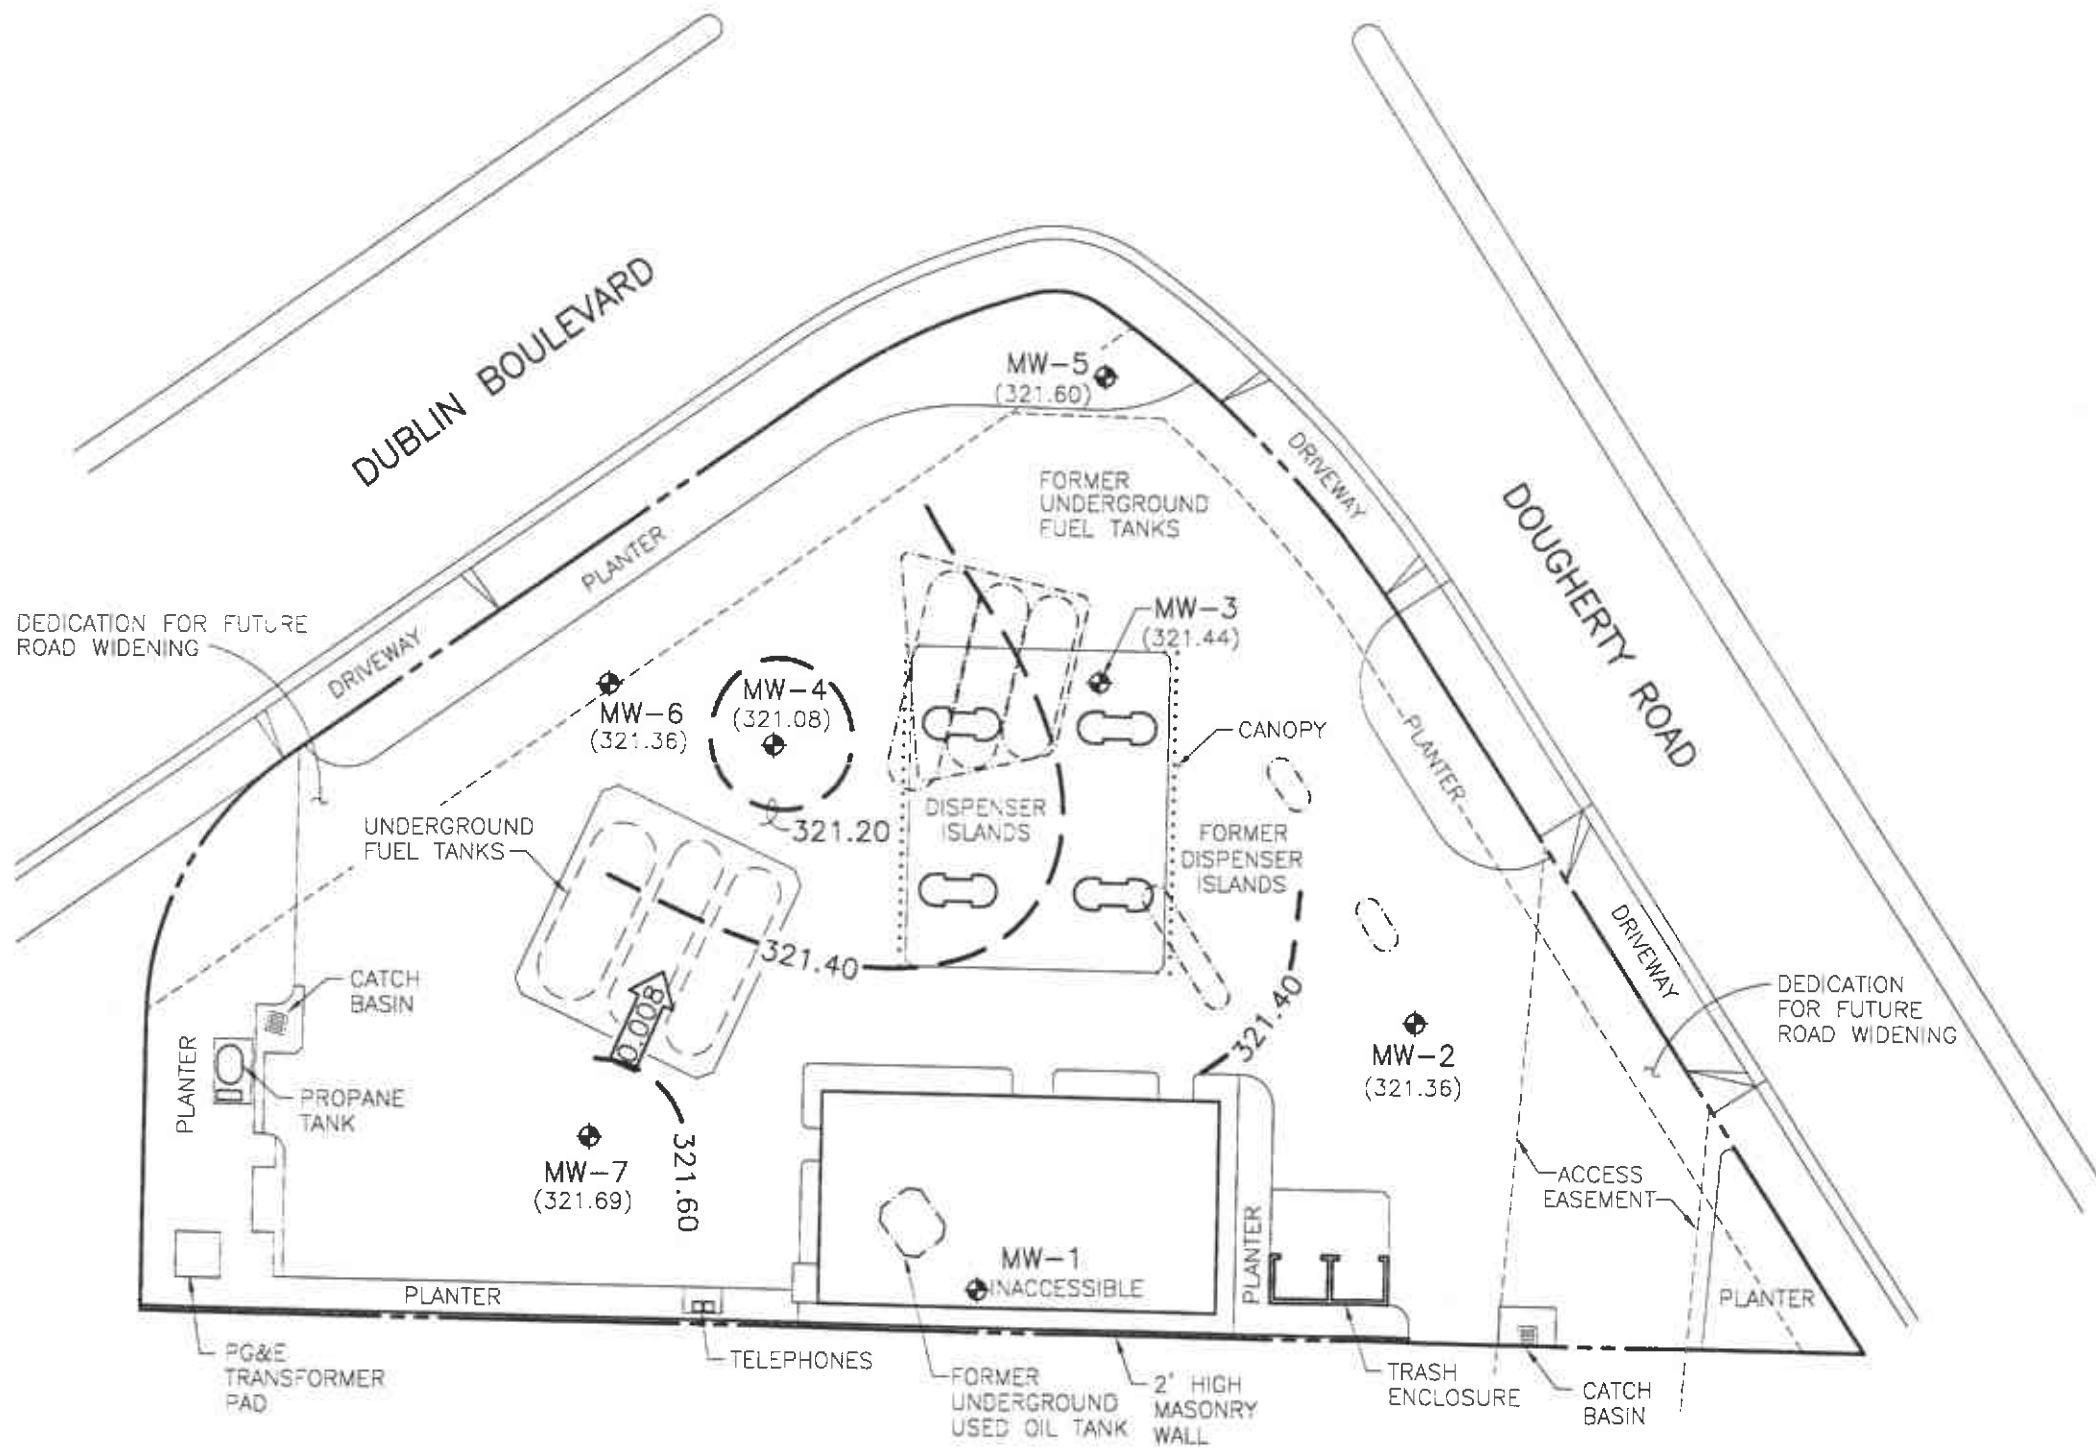 DUBLIN BOULEVARD
DOUGHERTY ROAD
MW-5
(321.60)
DRIVEWAY
FORMER
UNDERGROUND
FUEL TANKS
PLANTER
DEDICATION FOR FUTURE
ROAD WIDENING
DRIVEWAY
MW-3
(321.44)
MW-6
(321.36)
MW-4
(321.08)
CANOPY
PLANTER
321.20
DISPENSER
ISLANDS
UNDERGROUND
FUEL TANKS
FORMER
DISPENSER
ISLANDS
321.40
321.40
DRIVEWAY
CATCH
BASIN
0.008
DEDICATION
FOR FUTURE
ROAD WIDENING
MW-2
(321.36)
PLANTER
PROPANE
TANK
MW-7
(321.69)
321.60
ACCESS
EASEMENT
PLANTER
MW-1
INACCESSIBLE
PLANTER
PLANTER
PG&E
TRANSFORMER
PAD
TELEPHONES
FORMER
UNDERGROUND
USED OIL TANK
2' HIGH
MASONRY
WALL
TRASH
ENCLOSURE
CATCH
BASIN